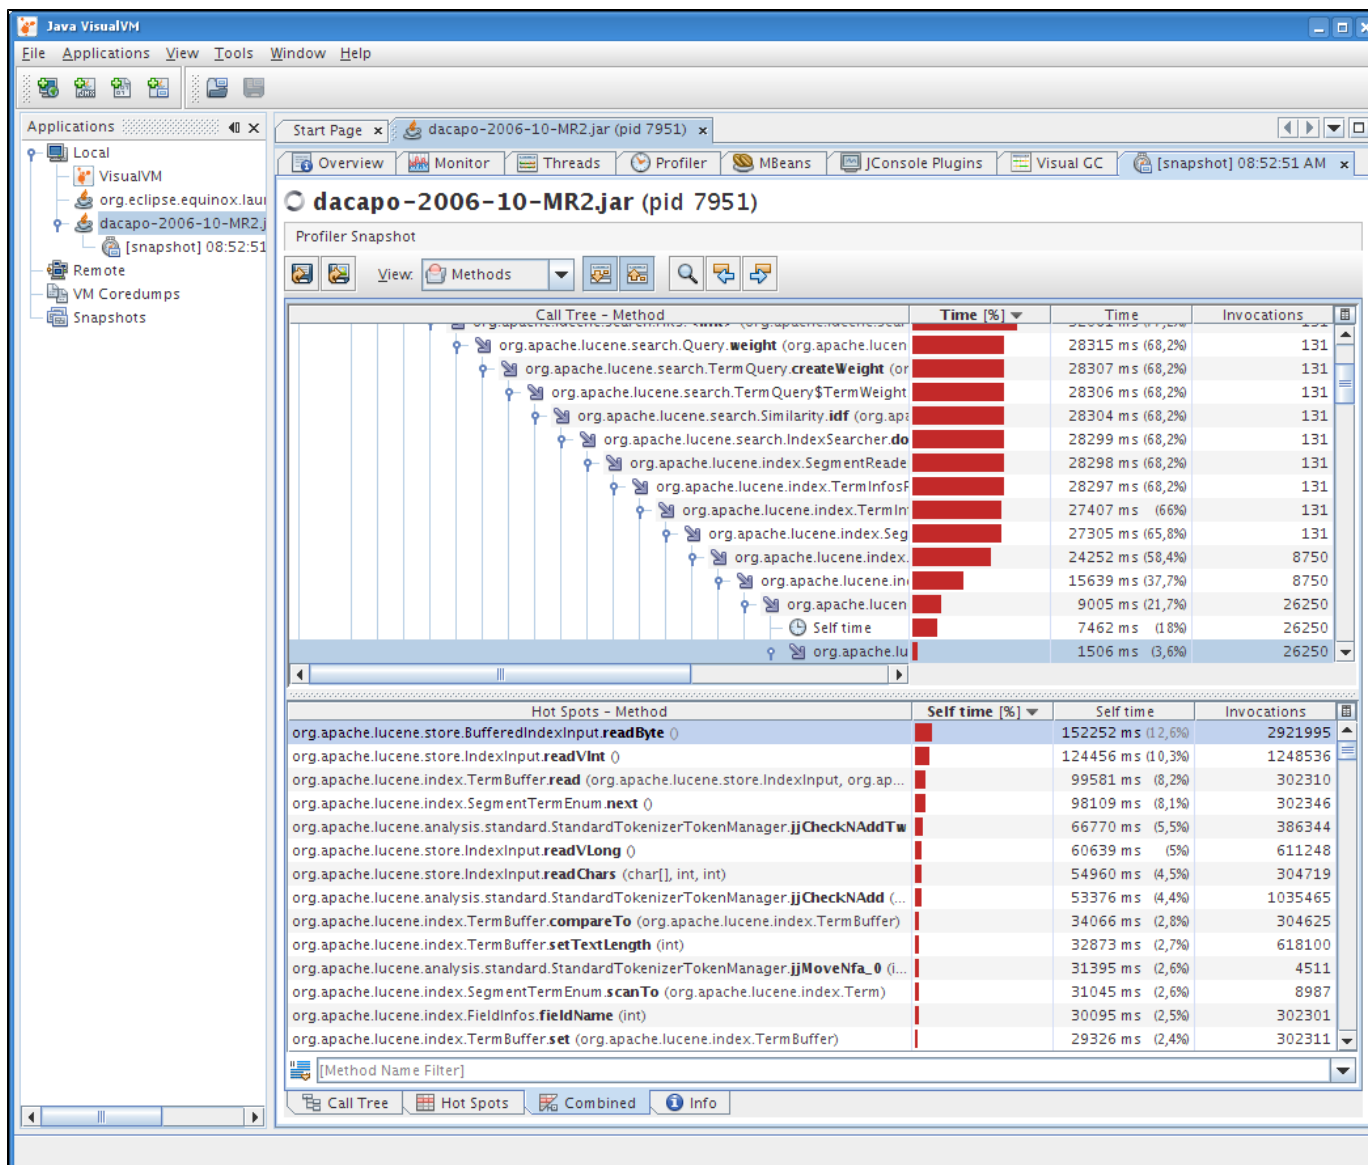 Java VisualVM
File Applications View Tools Window Help
Applications
Local
VisualVM
org.eclipse.equinox.lau
dacapo-2006-10-MR2.j
[snapshot] 08:52:51
Remote
VM Coredumps
Snapshots
Start Page dacapo-2006-10-MR2.jar (pid 7951)
Overview Monitor Threads Profiler MBeans JConsole Plugins Visual GC [snapshot] 08:52:51 AM
dacapo-2006-10-MR2.jar (pid 7951)
Profiler Snapshot
View: Methods
Call Tree - Method Time [%] Time Invocations
org.apache.lucene.search.Query.weight (org.apache.lucen 28315 ms (68,2%) 131
org.apache.lucene.search.TermQuery.createWeight (or 28307 ms (68,2%) 131
org.apache.lucene.search.TermQuery$TermWeight 28306 ms (68,2%) 131
org.apache.lucene.search.Similarity.idf (org.apa 28304 ms (68,2%) 131
org.apache.lucene.search.IndexSearcher.do 28299 ms (68,2%) 131
org.apache.lucene.index.SegmentReade 28298 ms (68,2%) 131
org.apache.lucene.index.TermInfosR 28297 ms (68,2%) 131
org.apache.lucene.index.TermIn 27407 ms (66%) 131
org.apache.lucene.index.Seg 27305 ms (65,8%) 131
org.apache.lucene.index. 24252 ms (58,4%) 8750
org.apache.lucene.in 15639 ms (37,7%) 8750
org.apache.lucen 9005 ms (21,7%) 26250
Self time 7462 ms (18%) 26250
org.apache.lu 1506 ms (3,6%) 26250
Hot Spots - Method Self time [%] Self time Invocations
org.apache.lucene.store.BufferedIndexInput.readByte () 152252 ms (12,6%) 2921995
org.apache.lucene.store.IndexInput.readVInt () 124456 ms (10,3%) 1248536
org.apache.lucene.index.TermBuffer.read (org.apache.lucene.store.IndexInput, org.ap... 99581 ms (8,2%) 302310
org.apache.lucene.index.SegmentTermEnum.next () 98109 ms (8,1%) 302346
org.apache.lucene.analysis.standard.StandardTokenizerTokenManager.jjCheckNAddTw 66770 ms (5,5%) 386344
org.apache.lucene.store.IndexInput.readVLong () 60639 ms (5%) 611248
org.apache.lucene.store.IndexInput.readChars (char[], int, int) 54960 ms (4,5%) 304719
org.apache.lucene.analysis.standard.StandardTokenizerTokenManager.jjCheckNAdd (... 53376 ms (4,4%) 1035465
org.apache.lucene.index.TermBuffer.compareTo (org.apache.lucene.index.TermBuffer) 34066 ms (2,8%) 304625
org.apache.lucene.index.TermBuffer.setTextLength (int) 32873 ms (2,7%) 618100
org.apache.lucene.analysis.standard.StandardTokenizerTokenManager.jjMoveNfa_0 (i... 31395 ms (2,6%) 4511
org.apache.lucene.index.SegmentTermEnum.scanTo (org.apache.lucene.index.Term) 31045 ms (2,6%) 8987
org.apache.lucene.index.FieldInfos.fieldName (int) 30095 ms (2,5%) 302301
org.apache.lucene.index.TermBuffer.set (org.apache.lucene.index.TermBuffer) 29326 ms (2,4%) 302311
[Method Name Filter]
Call Tree Hot Spots Combined Info